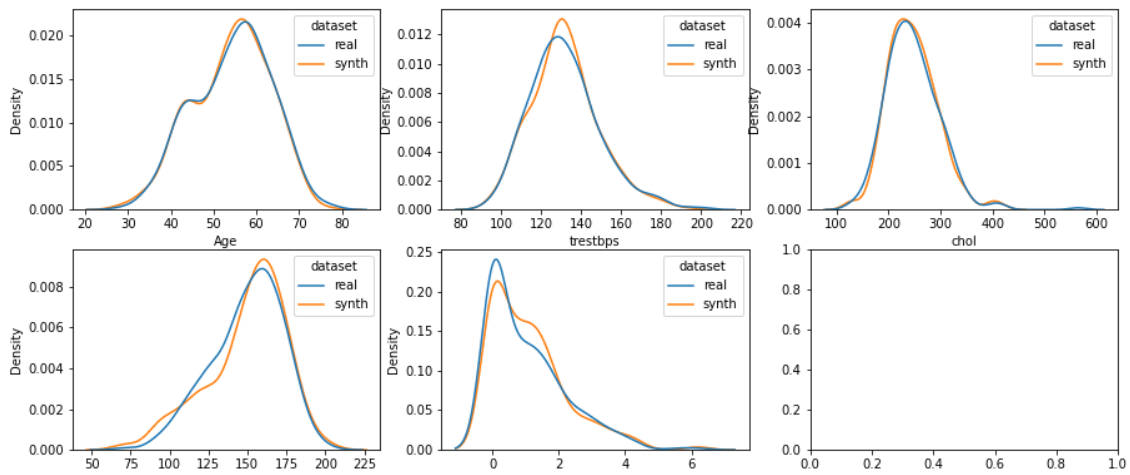 dataset
real
synth
0.020
0.015
0.010
0.005
0.000
Density
20 30 40 50 60 70 80
Age
dataset
real
synth
0.012
0.010
0.008
0.006
0.004
0.002
0.000
Density
80 100 120 140 160 180 200 220
trestbps
dataset
real
synth
0.004
0.003
0.002
0.001
0.000
Density
100 200 300 400 500 600
chol
dataset
real
synth
0.008
0.006
0.004
0.002
0.000
Density
50 75 100 125 150 175 200 225
dataset
real
synth
0.25
0.20
0.15
0.10
0.05
0.00
Density
0 2 4 6
1.0
0.8
0.6
0.4
0.2
0.0
0.0 0.2 0.4 0.6 0.8 1.0